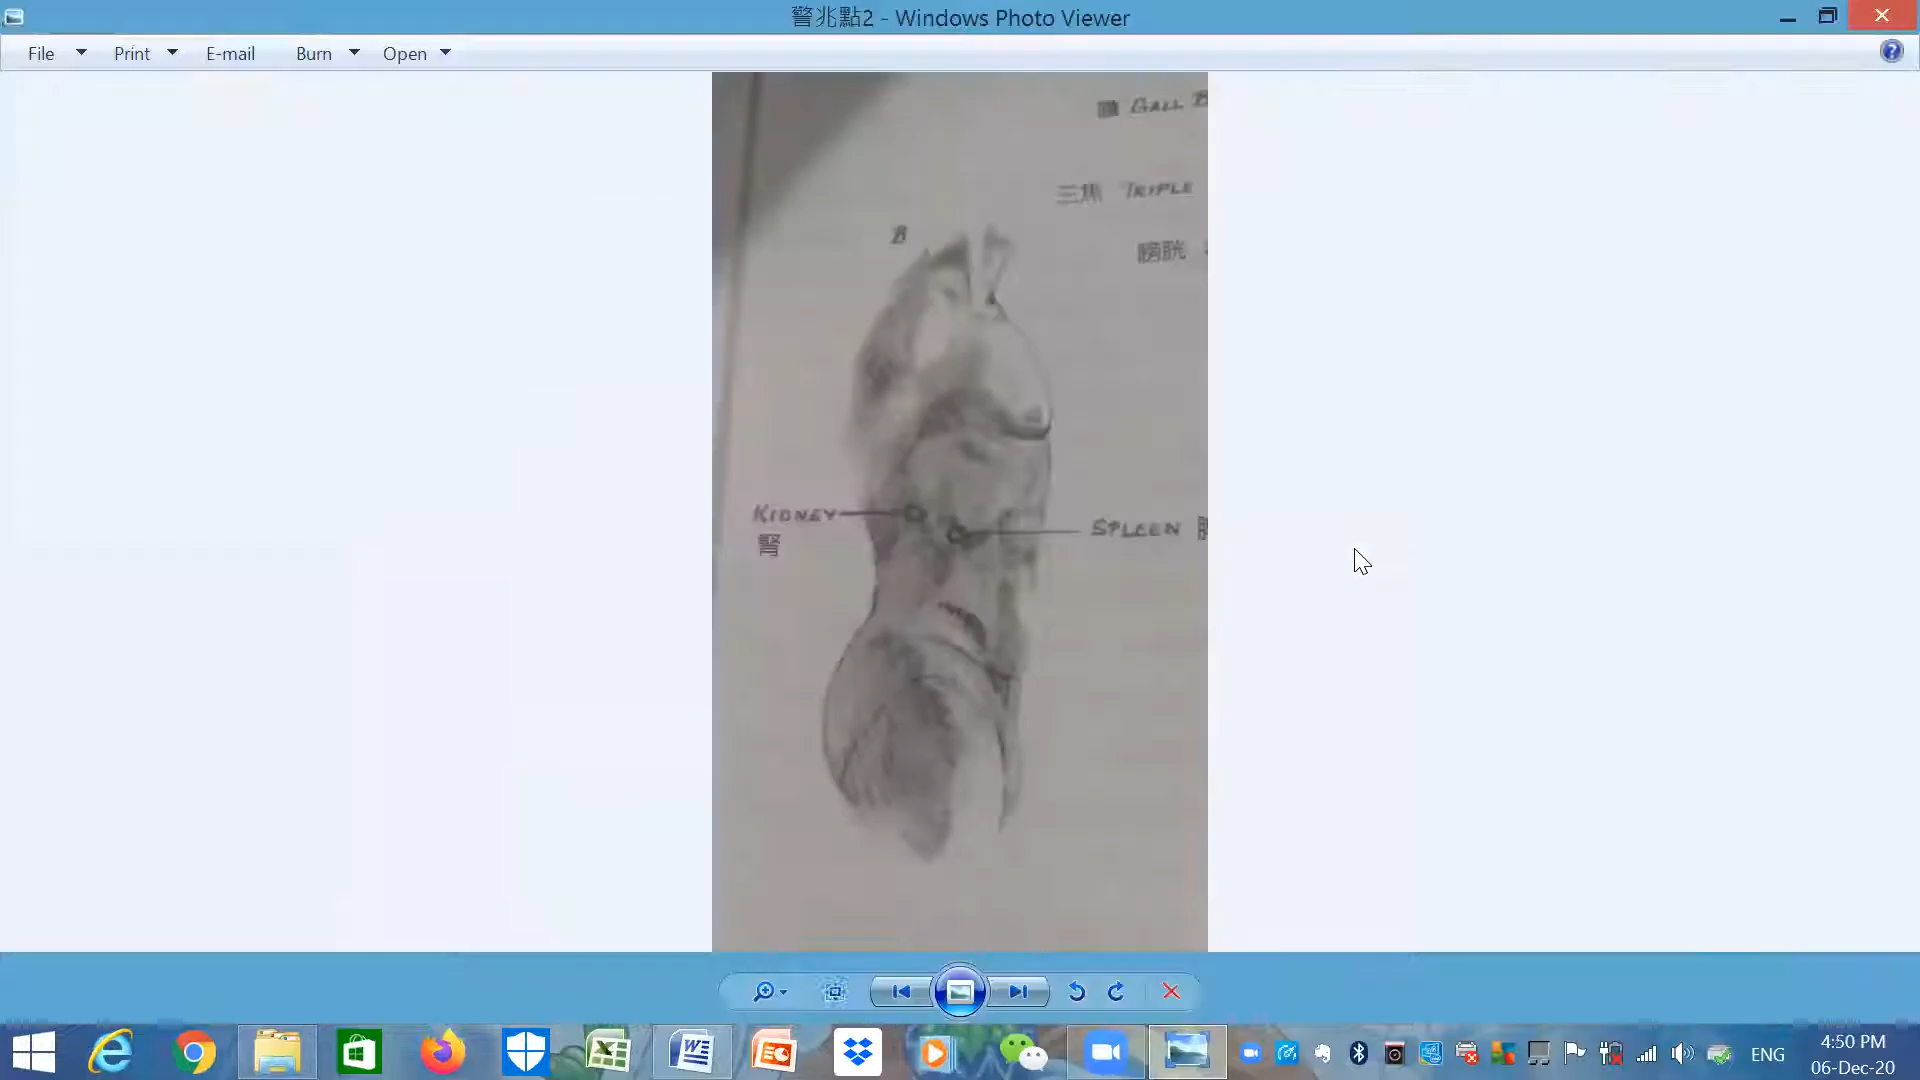 警兆點2 - Windows Photo Viewer
File Print E-mail Burn Open
GALL B
三焦 TRIPLE
B
膀胱
KIDNEY
腎
SPLEEN
ENG
4:50 PM
06-Dec-20